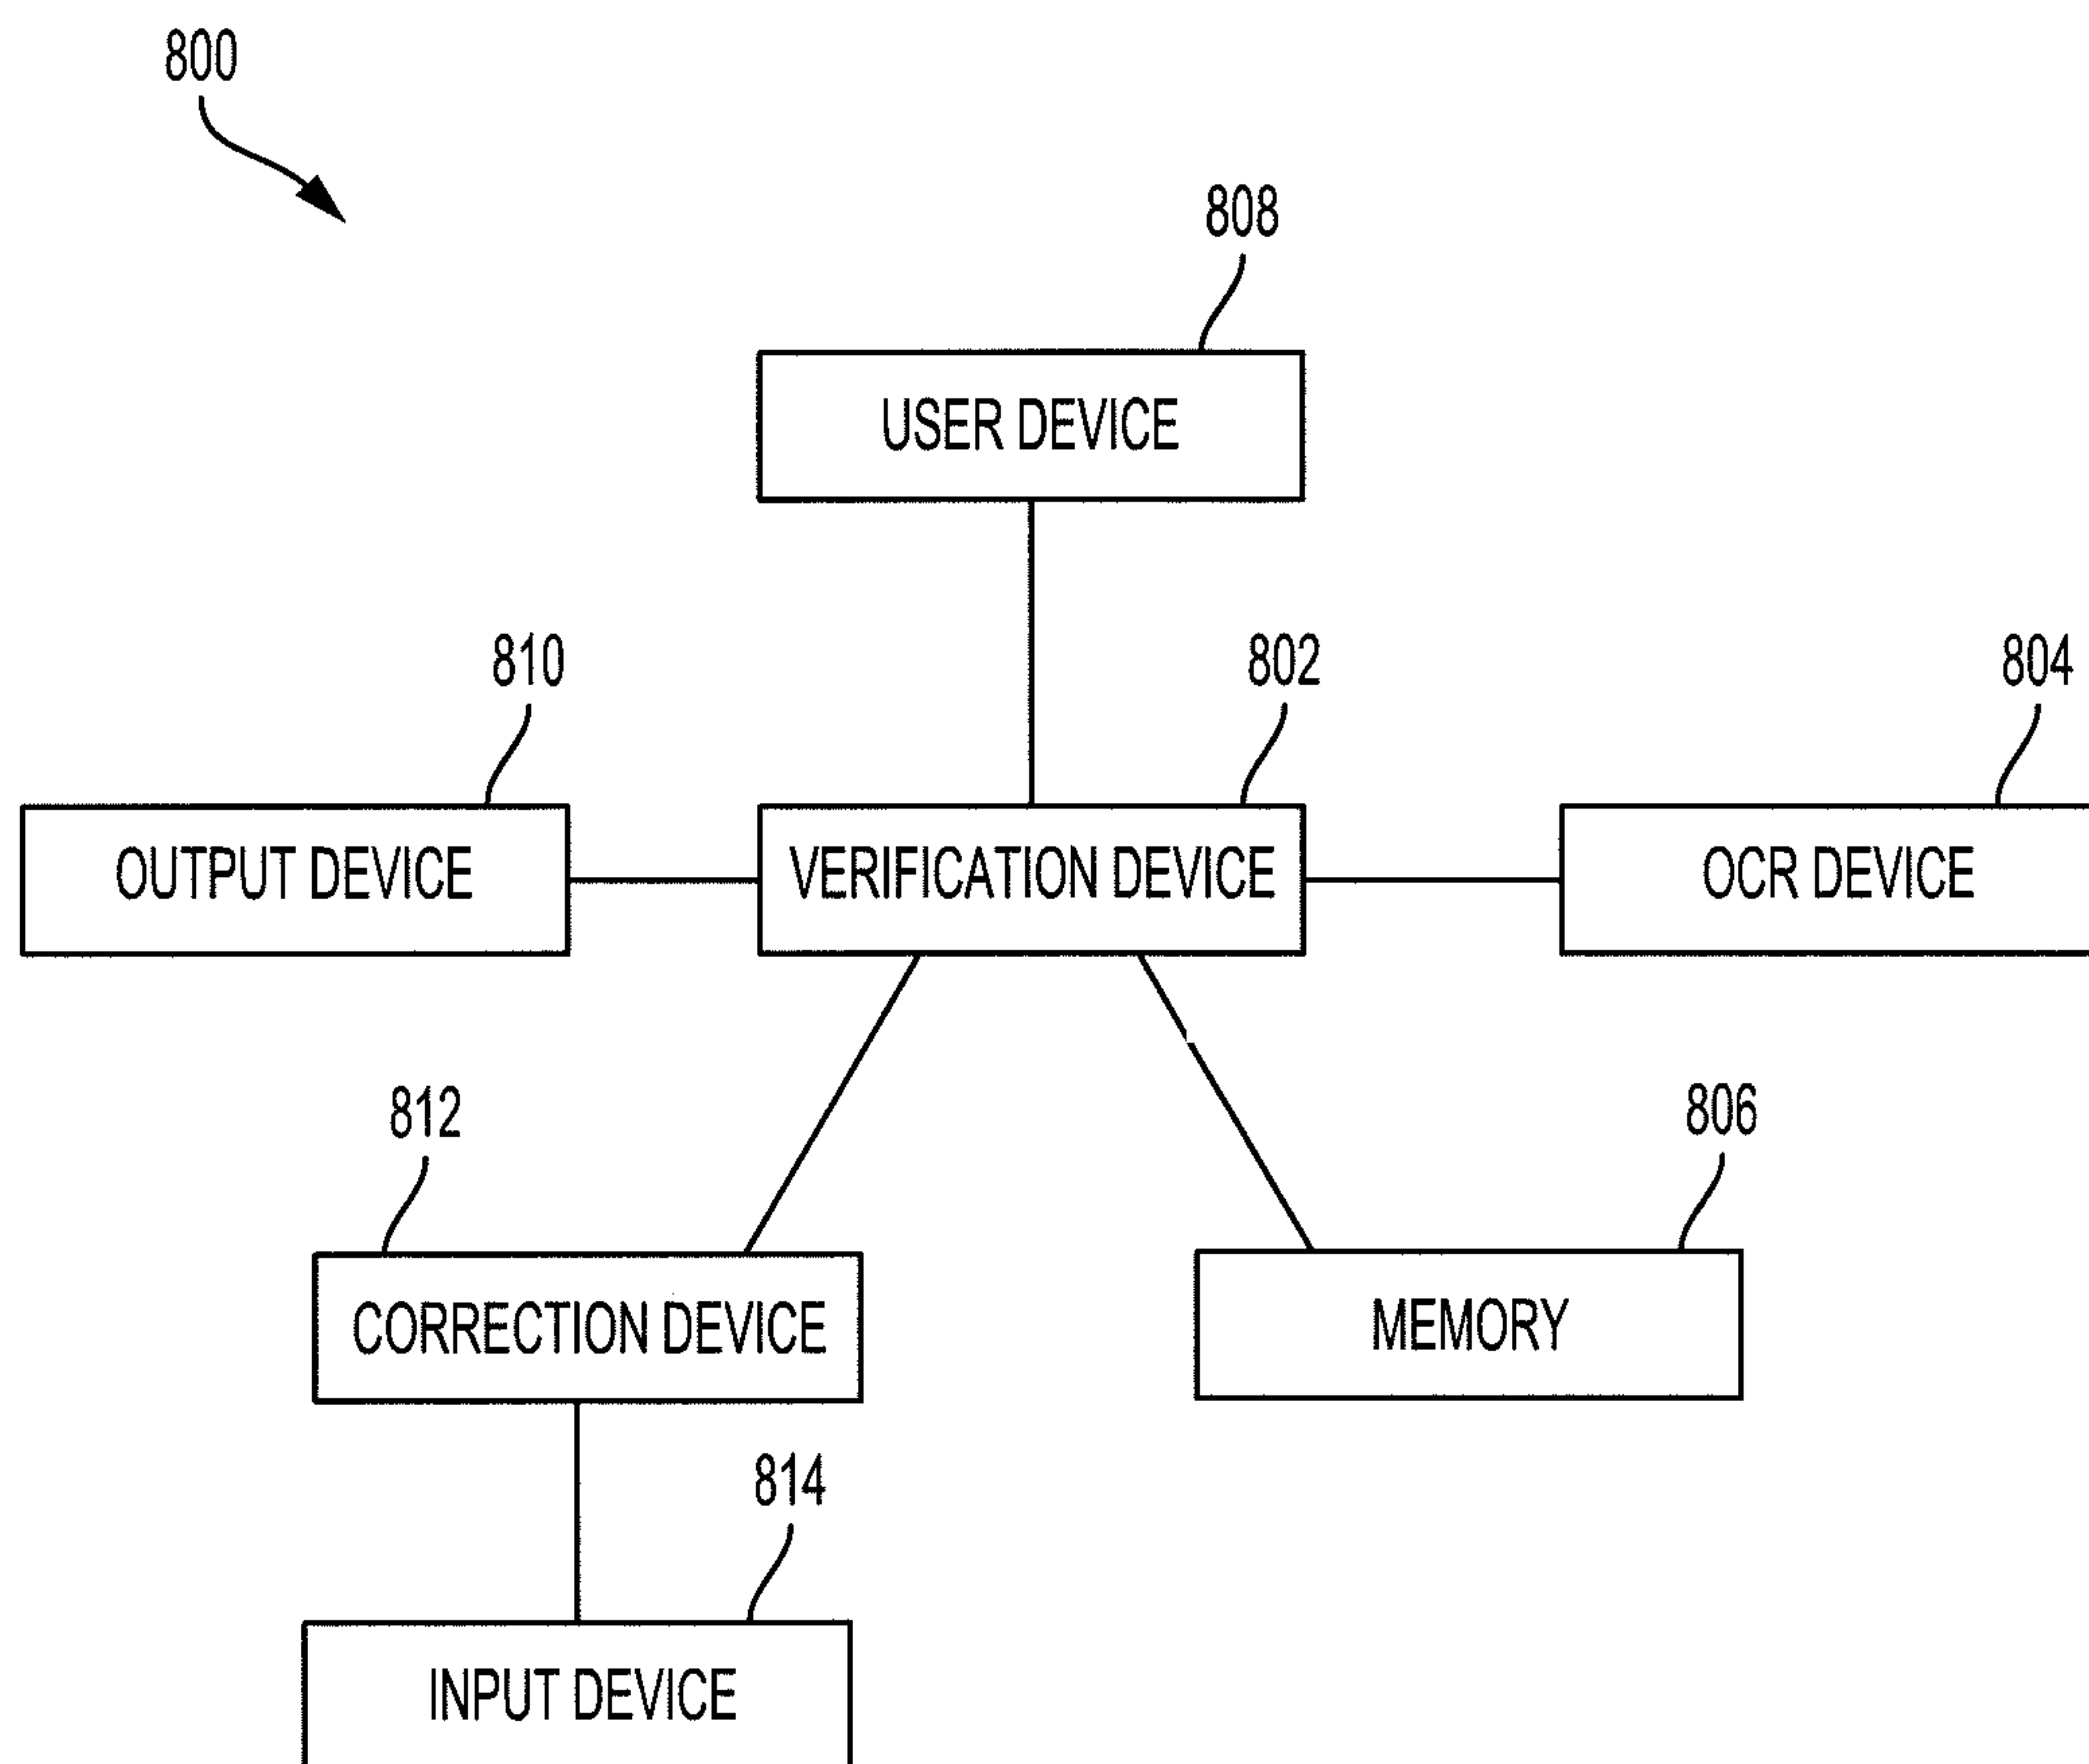 800
808
USER DEVICE
810
802
804
OUTPUT DEVICE
VERIFICATION DEVICE
OCR DEVICE
812
806
CORRECTION DEVICE
MEMORY
814
INPUT DEVICE